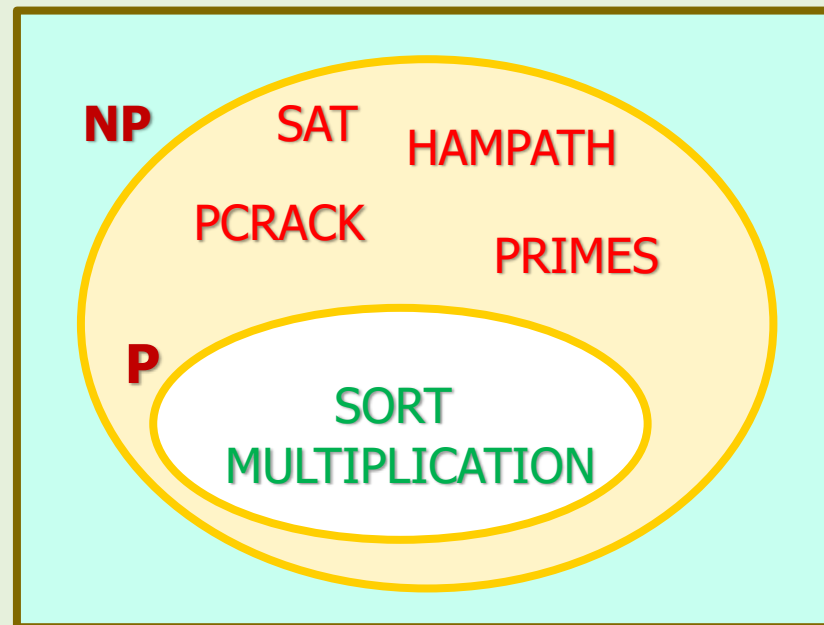 NP
SAT
HAMPATH
PCRACK
PRIMES
P
SORT
MULTIPLICATION